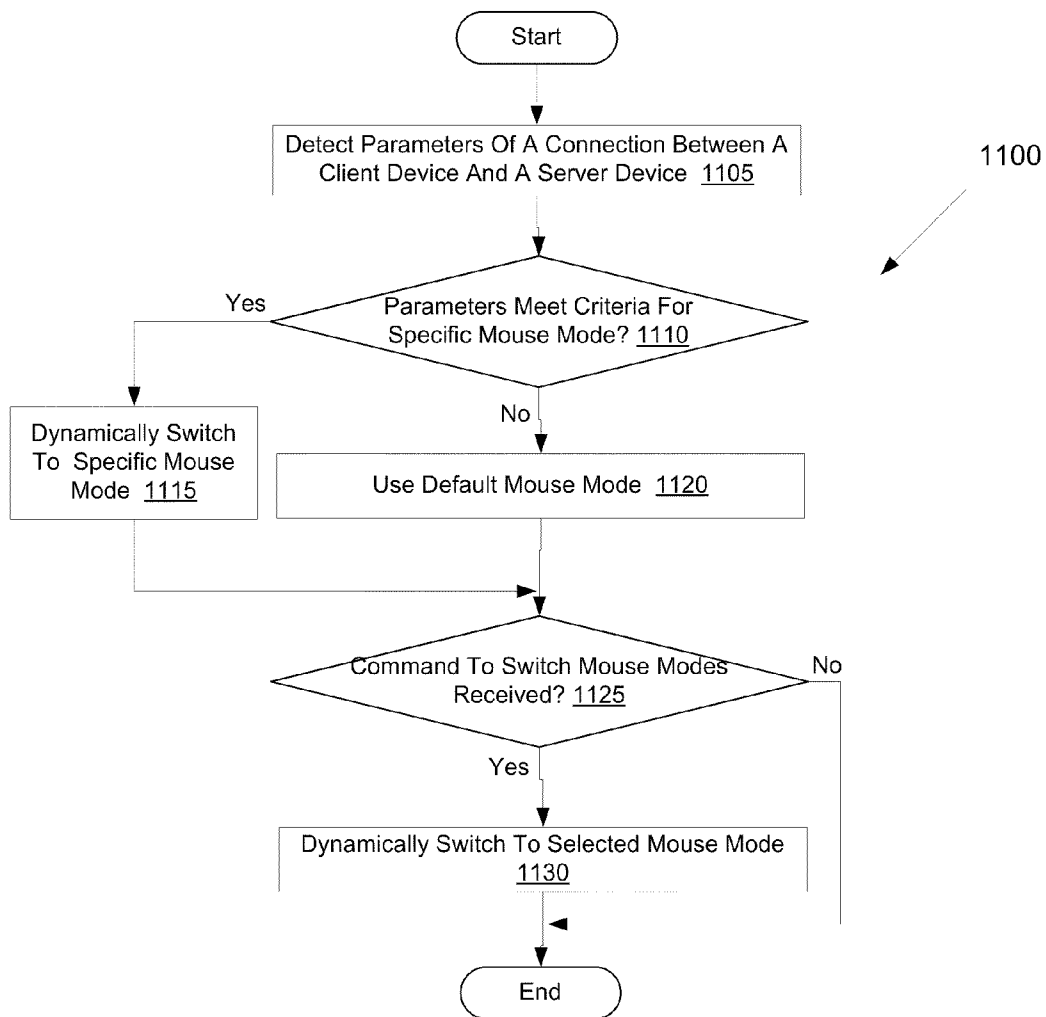 Start
Detect Parameters Of A Connection Between A
Client Device And A Server Device 1105
1100
Yes
Parameters Meet Criteria For
Specific Mouse Mode? 1110
No
Dynamically Switch
To Specific Mouse
Mode 1115
Use Default Mouse Mode 1120
Command To Switch Mouse Modes
Received? 1125
No
Yes
Dynamically Switch To Selected Mouse Mode
1130
End